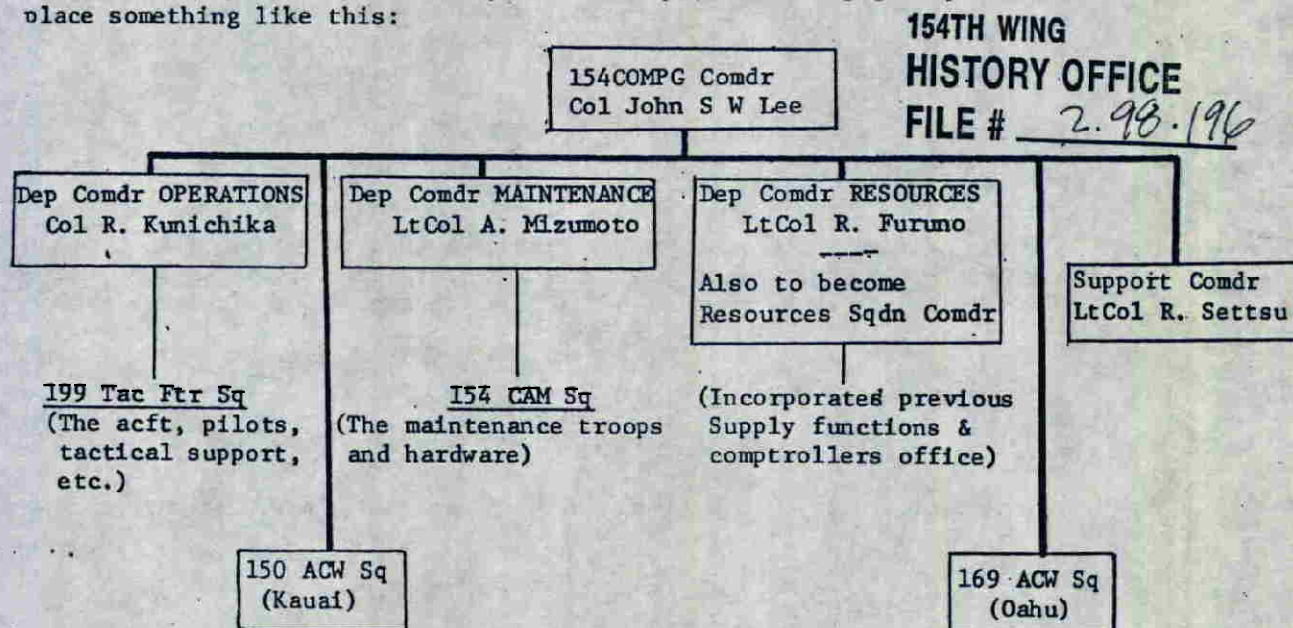 place something like this:
154TH WING
HISTORY OFFICE
FILE # 2.98.196
154COMPG Comdr
Col John S W Lee
Dep Comdr OPERATIONS
Col R. Kunichika
Dep Comdr MAINTENANCE
LtCol A. Mizumoto
Dep Comdr RESOURCES
LtCol R. Furuno
----
Also to become
Resources Sqdn Comdr
Support Comdr
LtCol R. Settsu
199 Tac Ftr Sq
(The acft, pilots,
tactical support,
etc.)
154 CAM Sq
(The maintenance troops
and hardware)
(Incorporated previous
Supply functions &
comptrollers office)
150 ACW Sq
(Kauai)
169 ACW Sq
(Oahu)